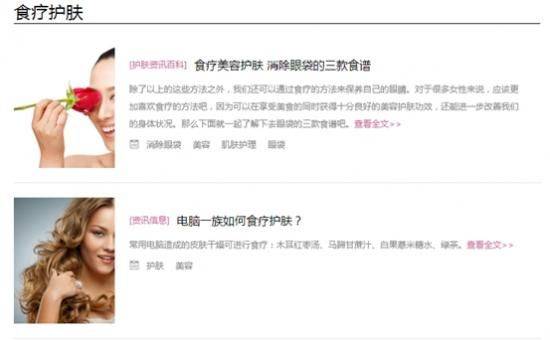 食疗护肤
[护肤资讯百科] 食疗美容护肤 消除眼袋的三款食谱
除了以上的这些方法之外，我们还可以通过食疗的方法来保养自己的眼睛。对于很多女性来说，应该更
加喜欢食疗的方法吧，因为可以在享受美食的同时获得十分良好的美容护肤功效，还能进一步改善我们
的身体状况。那么下面就一起了解下去眼袋的三款食谱吧。查看全文>>
消除眼袋 美容 肌肤护理 眼袋
[资讯信息] 电脑一族如何食疗护肤？
常用电脑造成的皮肤干燥可进行食疗：木耳红枣汤、马蹄甘蔗汁、白果薏米糖水、绿茶。查看全文>>
护肤 美容